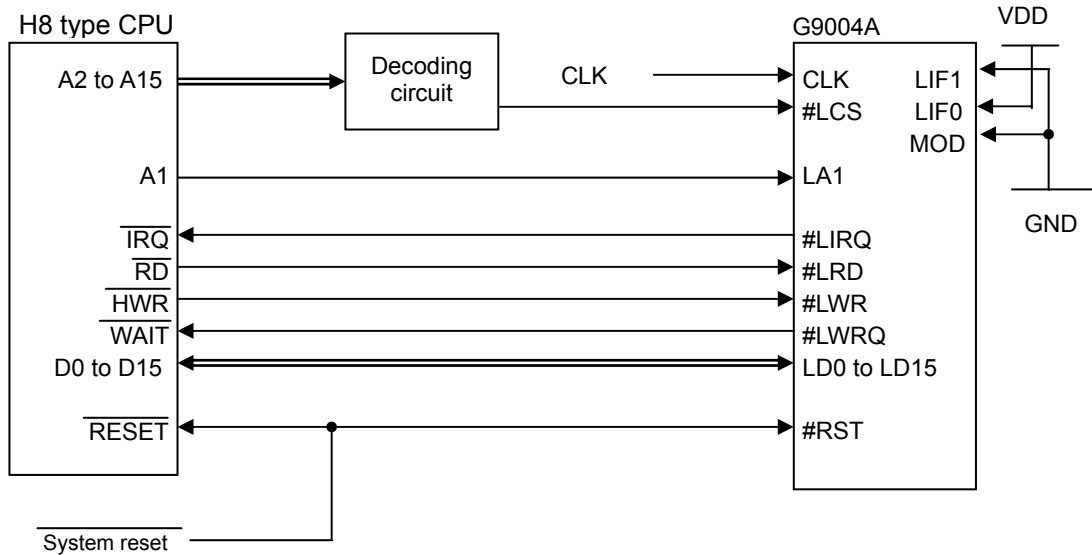 H8 type CPU
A2 to A15
A1
IRQ
RD
HWR
WAIT
D0 to D15
RESET
System reset
Decoding
circuit
CLK
G9004A
CLK
#LCS
LA1
#LIRQ
#LRD
#LWR
#LWRQ
LD0 to LD15
#RST
LIF1
LIF0
MOD
VDD
GND